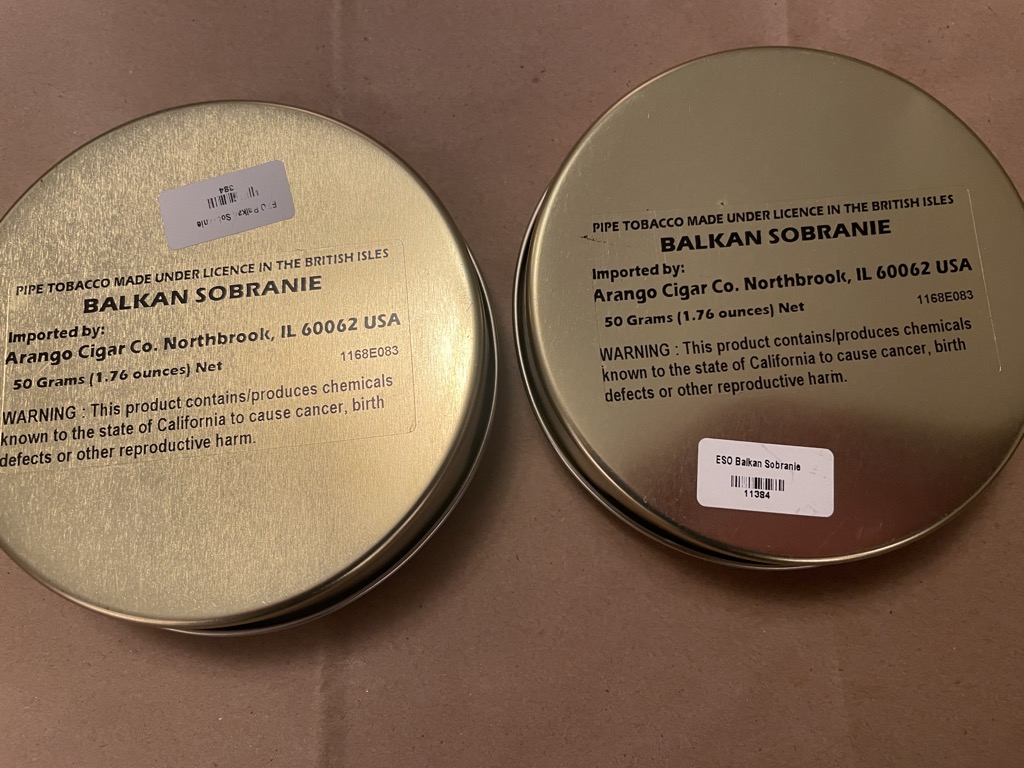 384
PIPE TOBACCO MADE UNDER LICENCE IN THE BRITISH ISLES
BALKAN SOBRANIE
Imported by:
Arango Cigar Co. Northbrook, IL 60062 USA
50 Grams (1.76 ounces) Net
1168E083
WARNING : This product contains/produces chemicals
known to the state of California to cause cancer, birth
defects or other reproductive harm.
PIPE TOBACCO MADE UNDER LICENCE IN THE BRITISH ISLES
BALKAN SOBRANIE
Imported by:
Arango Cigar Co. Northbrook, IL 60062 USA
50 Grams (1.76 ounces) Net
1168E083
WARNING : This product contains/produces chemicals
known to the state of California to cause cancer, birth
defects or other reproductive harm.
ESO Balkan Sobranie
11384